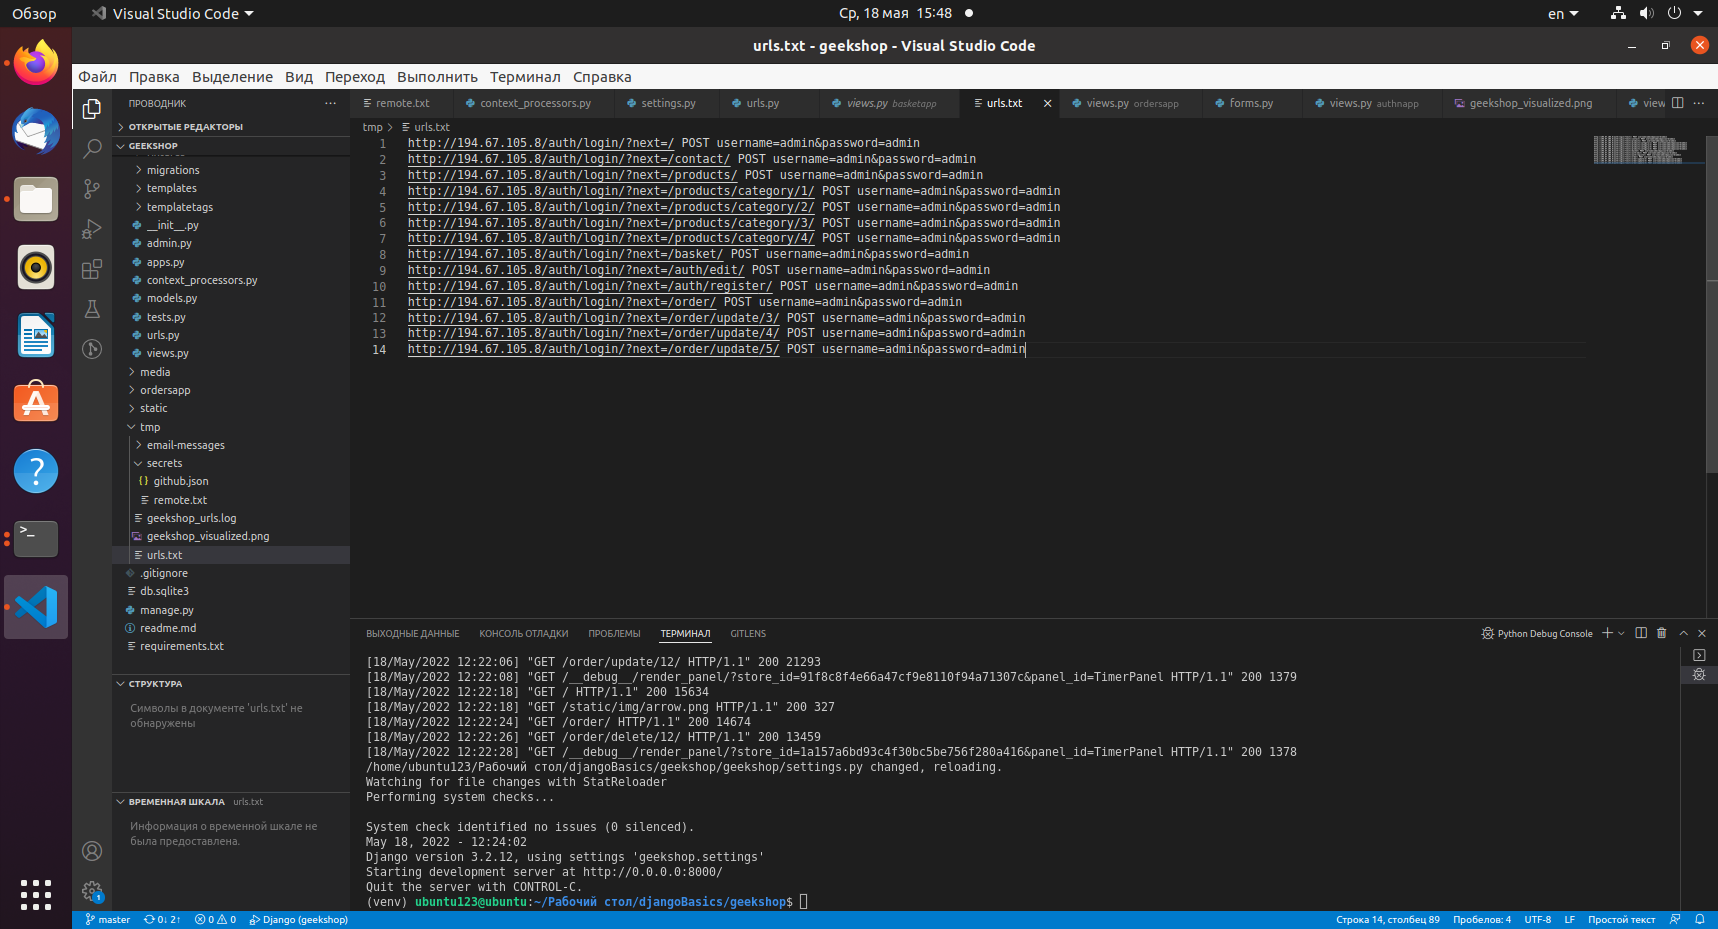 Обзор
Visual Studio Code
Ср, 18 мая 15:48
en
urls.txt - geekshop - Visual Studio Code
Файл Правка Выделение Вид Переход Выполнить Терминал Справка
ПРОВОДНИК
ОТКРЫТЫЕ РЕДАКТОРЫ
GEEKSHOP
migrations
templates
templatetags
__init__.py
admin.py
apps.py
context_processors.py
models.py
tests.py
urls.py
views.py
media
ordersapp
static
tmp
email-messages
secrets
github.json
remote.txt
geekshop_urls.log
geekshop_visualized.png
urls.txt
.gitignore
db.sqlite3
manage.py
readme.md
requirements.txt
СТРУКТУРА
Символы в документе 'urls.txt' не
обнаружены
ВРЕМЕННАЯ ШКАЛА urls.txt
Информация о временной шкале не
была предоставлена.
remote.txt context_processors.py settings.py urls.py views.py basketapp urls.txt views.py ordersapp forms.py views.py authnapp geekshop_visualized.png view
tmp > urls.txt
1 http://194.67.105.8/auth/login/?next=/ POST username=admin&password=admin
2 http://194.67.105.8/auth/login/?next=/contact/ POST username=admin&password=admin
3 http://194.67.105.8/auth/login/?next=/products/ POST username=admin&password=admin
4 http://194.67.105.8/auth/login/?next=/products/category/1/ POST username=admin&password=admin
5 http://194.67.105.8/auth/login/?next=/products/category/2/ POST username=admin&password=admin
6 http://194.67.105.8/auth/login/?next=/products/category/3/ POST username=admin&password=admin
7 http://194.67.105.8/auth/login/?next=/products/category/4/ POST username=admin&password=admin
8 http://194.67.105.8/auth/login/?next=/basket/ POST username=admin&password=admin
9 http://194.67.105.8/auth/login/?next=/auth/edit/ POST username=admin&password=admin
10 http://194.67.105.8/auth/login/?next=/auth/register/ POST username=admin&password=admin
11 http://194.67.105.8/auth/login/?next=/order/ POST username=admin&password=admin
12 http://194.67.105.8/auth/login/?next=/order/update/3/ POST username=admin&password=admin
13 http://194.67.105.8/auth/login/?next=/order/update/4/ POST username=admin&password=admin
14 http://194.67.105.8/auth/login/?next=/order/update/5/ POST username=admin&password=admin
ВЫХОДНЫЕ ДАННЫЕ КОНСОЛЬ ОТЛАДКИ ПРОБЛЕМЫ ТЕРМИНАЛ GITLENS
Python Debug Console
[18/May/2022 12:22:06] "GET /order/update/12/ HTTP/1.1" 200 21293
[18/May/2022 12:22:08] "GET /__debug__/render_panel/?store_id=91f8c8f4e66a47cf9e8110f94a71307c&panel_id=TimerPanel HTTP/1.1" 200 1379
[18/May/2022 12:22:18] "GET / HTTP/1.1" 200 15634
[18/May/2022 12:22:18] "GET /static/img/arrow.png HTTP/1.1" 200 327
[18/May/2022 12:22:24] "GET /order/ HTTP/1.1" 200 14674
[18/May/2022 12:22:26] "GET /order/delete/12/ HTTP/1.1" 200 13459
[18/May/2022 12:22:28] "GET /__debug__/render_panel/?store_id=1a157a6bd93c4f30bc5be756f280a416&panel_id=TimerPanel HTTP/1.1" 200 1378
/home/ubuntu123/Рабочий стол/djangoBasics/geekshop/geekshop/settings.py changed, reloading.
Watching for file changes with StatReloader
Performing system checks...
System check identified no issues (0 silenced).
May 18, 2022 - 12:24:02
Django version 3.2.12, using settings 'geekshop.settings'
Starting development server at http://0.0.0.0:8000/
Quit the server with CONTROL-C.
(venv) ubuntu123@ubuntu:~/Рабочий стол/djangoBasics/geekshop$
1
master 0↓ 2↑ 0 0 Django (geekshop)
Строка 14, столбец 89 Пробелов: 4 UTF-8 LF Простой текст